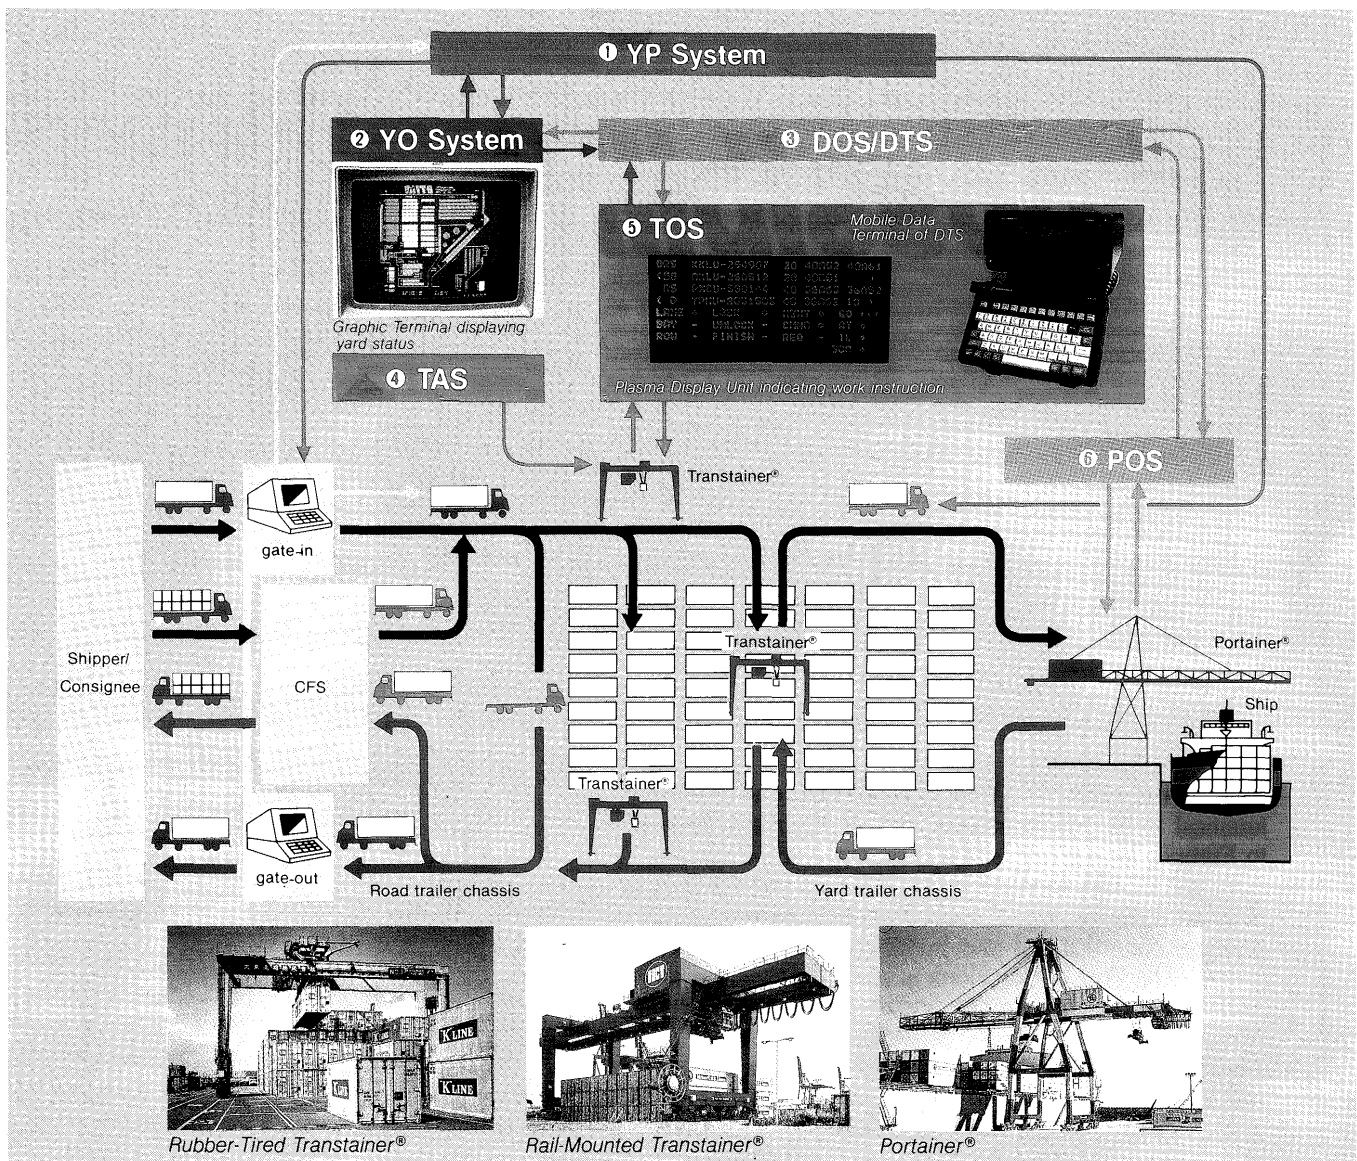 ❶ YP System
❷ YO System
❸ DOS/DTS
Graphic Terminal displaying
yard status
❹ TAS
❺ TOS
Mobile Data
Terminal of DTS
Plasma Display Unit indicating work instruction
❻ POS
Transtainer®
gate-in
Shipper/
Consignee
CFS
Transtainer®
Portainer®
Ship
Transtainer®
gate-out
Road trailer chassis
Yard trailer chassis
K LINE
K LINE
K LINE
Rubber-Tired Transtainer®
Rail-Mounted Transtainer®
Portainer®